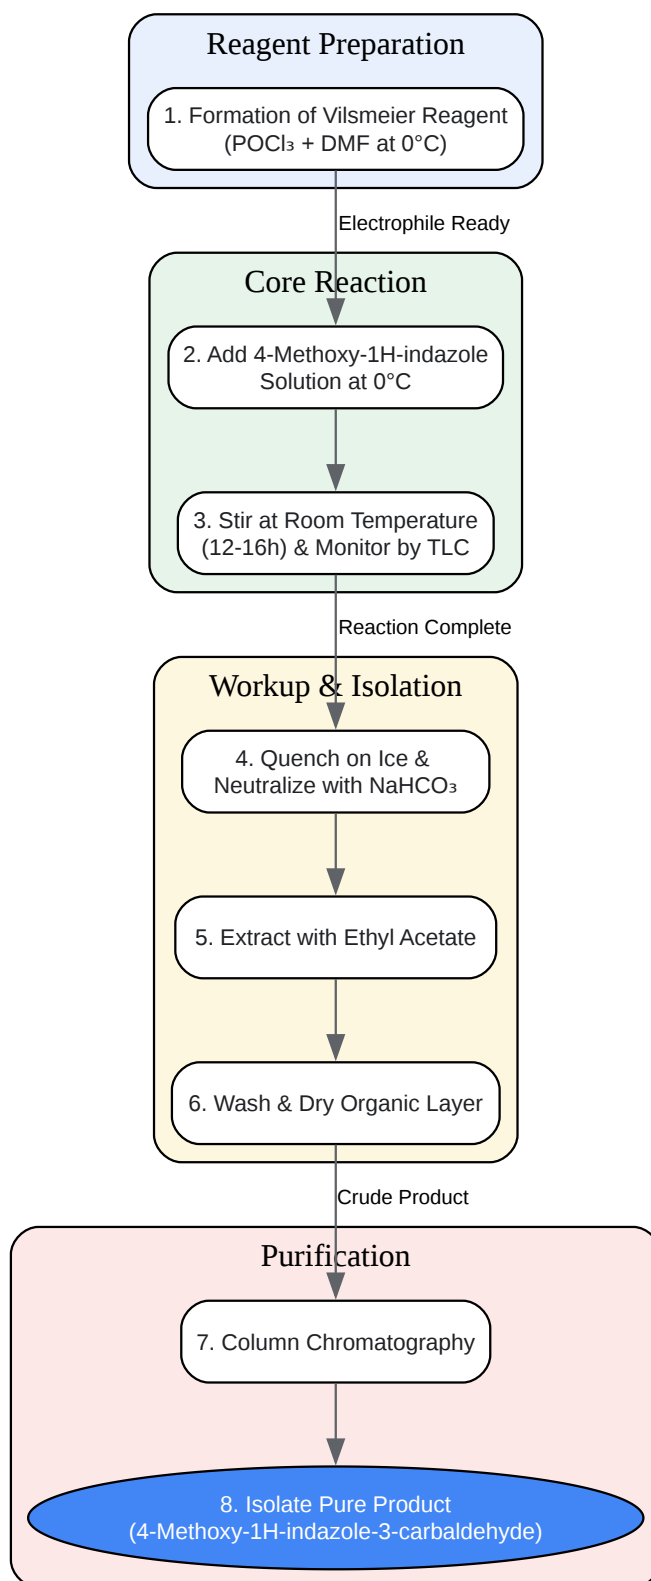 Reagent Preparation
1. Formation of Vilsmeier Reagent
(POCl₃ + DMF at 0°C)
Electrophile Ready
Core Reaction
2. Add 4-Methoxy-1H-indazole
Solution at 0°C
3. Stir at Room Temperature
(12-16h) & Monitor by TLC
Reaction Complete
Workup & Isolation
4. Quench on Ice &
Neutralize with NaHCO₃
5. Extract with Ethyl Acetate
6. Wash & Dry Organic Layer
Crude Product
Purification
7. Column Chromatography
8. Isolate Pure Product
(4-Methoxy-1H-indazole-3-carbaldehyde)